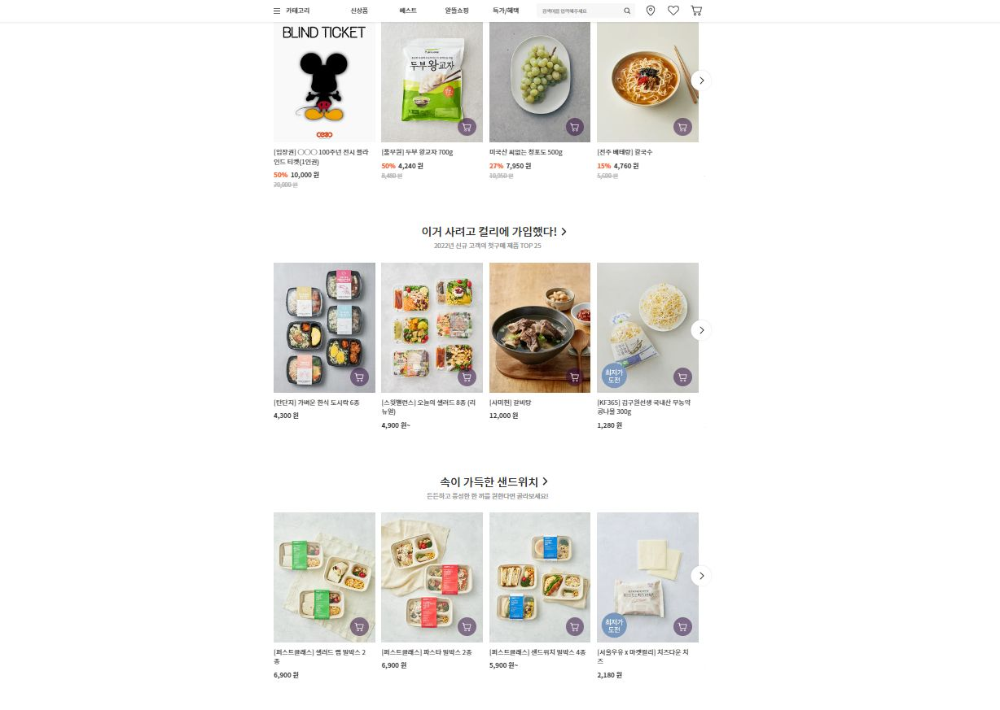 카테고리
신상품
베스트
알뜰쇼핑
특가/혜택
검색어를 입력해주세요
BLIND TICKET
두부 왕교자
[입장권] 〇〇〇 100주년 전시 블라
인드 티켓(1인권)
50% 10,000 원
20,000 원
[풀무원] 두부 왕교자 700g
50% 4,240 원
8,480 원
미국산 씨없는 청포도 500g
27% 7,950 원
10,950 원
[전주 베테랑] 칼국수
15% 4,760 원
5,600 원
이거 사려고 컬리에 가입했다!
2022년 신규 고객의 첫구매 제품 TOP 25
최저가
도전
[탄단지] 가벼운 한식 도시락 6종
4,300 원
[스윗밸런스] 오늘의 샐러드 8종 (리
뉴얼)
4,900 원~
[사미헌] 갈비탕
12,000 원
[KF365] 김구원선생 국내산 무농약
콩나물 300g
1,280 원
속이 가득한 샌드위치
든든하고 풍성한 한 끼를 원한다면 골라보세요!
최저가
도전
[퍼스트클래스] 샐러드 랩 밀박스 2
종
6,900 원
[퍼스트클래스] 파스타 밀박스 2종
6,900 원
[퍼스트클래스] 샌드위치 밀박스 4종
5,900 원~
[서울우유 x 마켓컬리] 치즈다운 치
즈
2,180 원